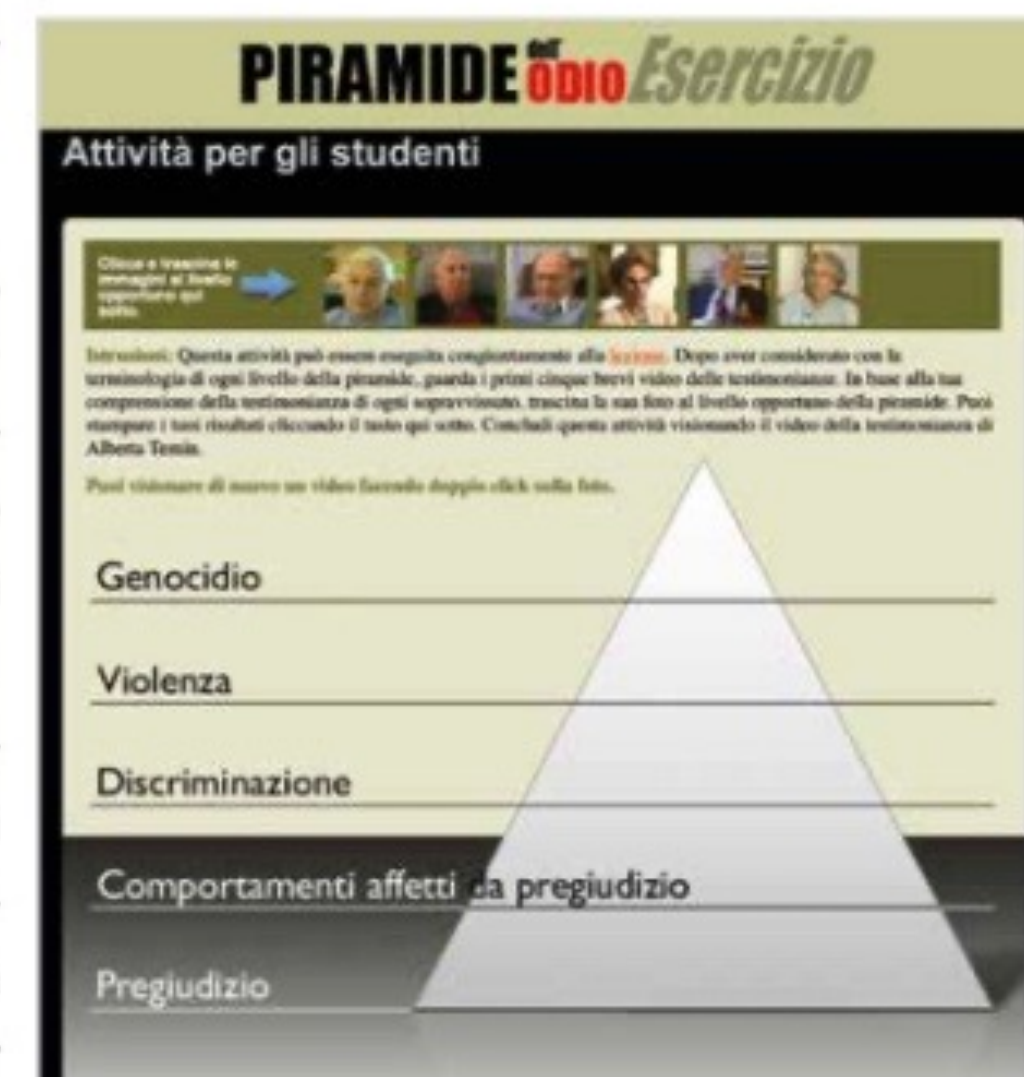 PIRAMIDE dell' ODIO Esercizio
Attività per gli studenti
Clicca e trascina le
immagini al livello
opportuno qui
sotto.
Istruzioni: Questa attività può essere eseguita congiuntamente alla lezione. Dopo aver considerato con la
terminologia di ogni livello della piramide, guarda i primi cinque brevi video delle testimonianze. In base alla tua
comprensione della testimonianza di ogni sopravvissuto, trascina la sua foto al livello opportuno della piramide. Puoi
stampare i tuoi risultati cliccando il tasto qui sotto. Concludi questa attività visionando il video della testimonianza di
Alberta Temin.
Puoi visionare di nuovo un video facendo doppio click sulla foto.
Genocidio
Violenza
Discriminazione
Comportamenti affetti da pregiudizio
Pregiudizio